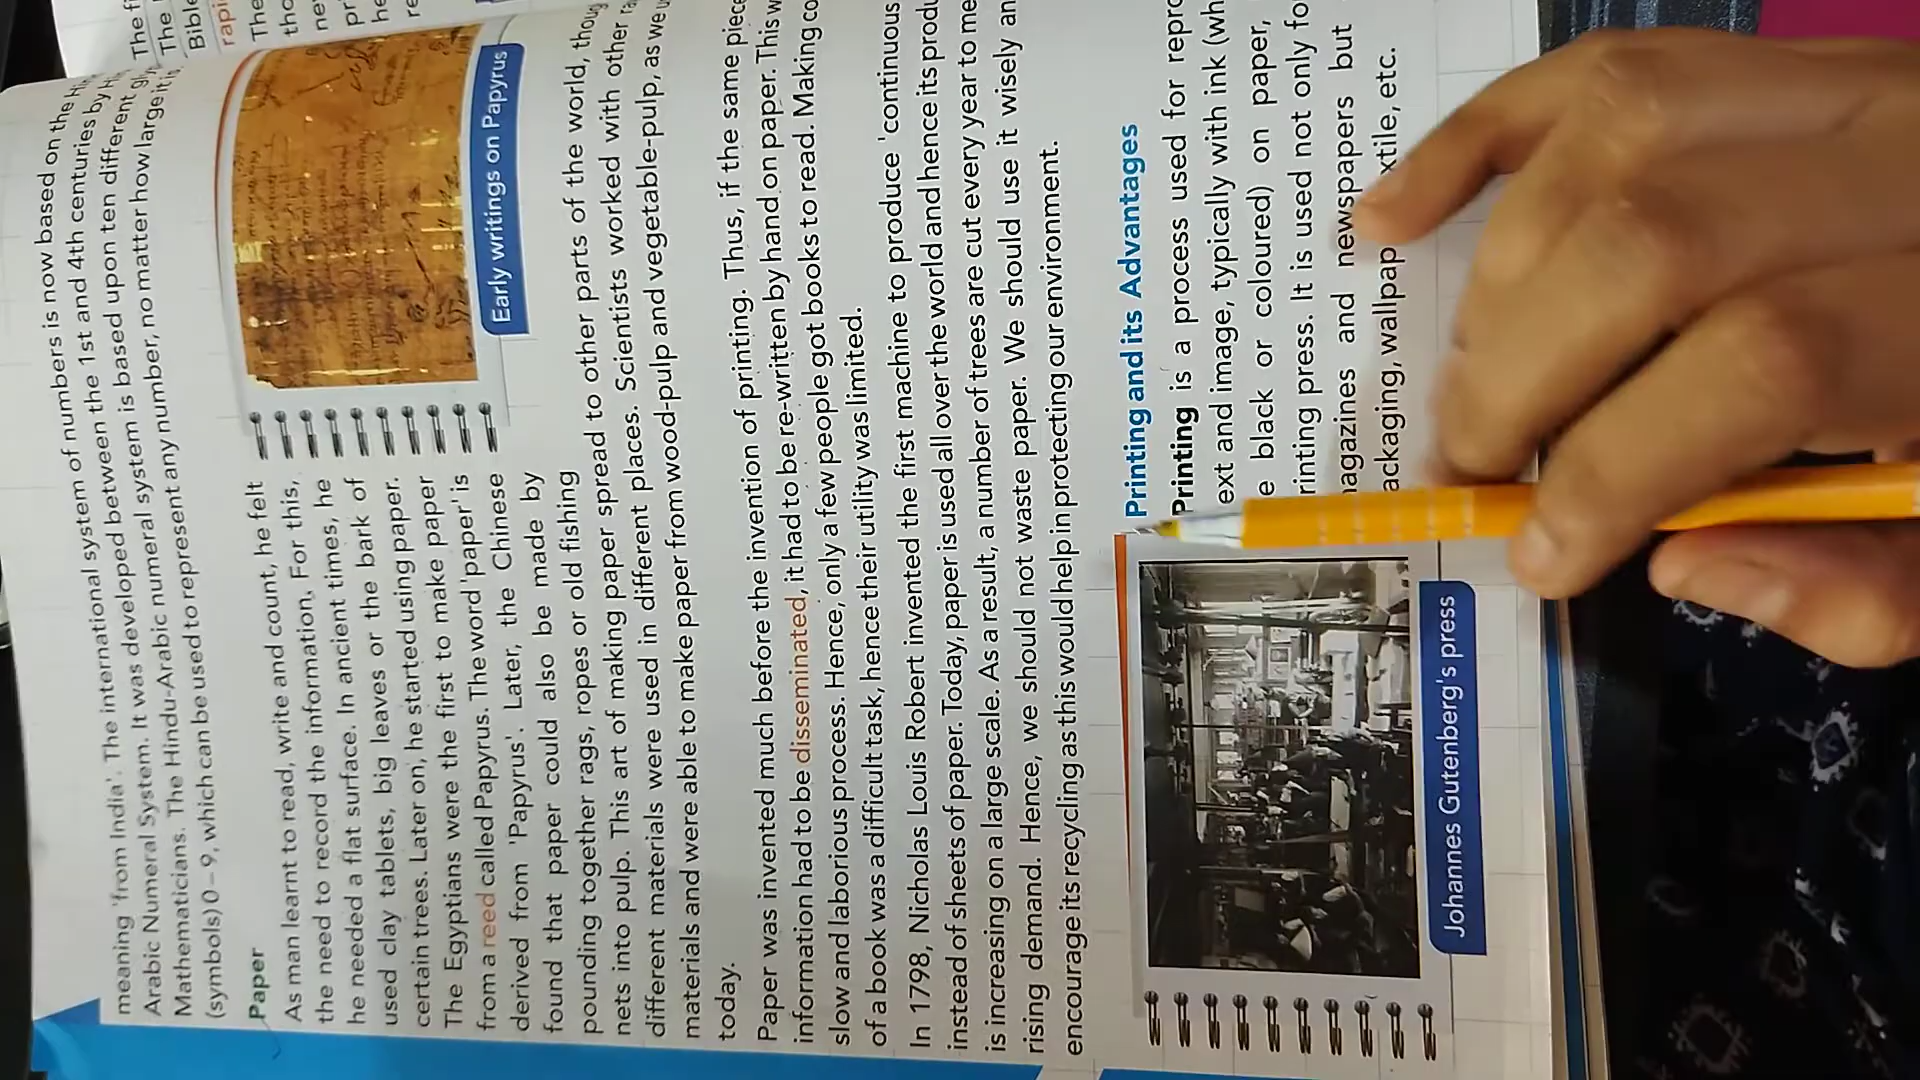 meaning 'from India'. The international system of numbers is now based on the
Arabic Numeral System. It was developed between the 1st and 4th centuries by
Mathematicians. The Hindu-Arabic numeral system is based upon ten different
(symbols) 0 – 9, which can be used to represent any number, no matter how large it is
Paper
As man learnt to read, write and count, he felt
the need to record the information. For this,
he needed a flat surface. In ancient times, he
used clay tablets, big leaves or the bark of
certain trees. Later on, he started using paper.
The Egyptians were the first to make paper
from a reed called Papyrus. The word 'paper' is
derived from 'Papyrus'. Later, the Chinese
found that paper could also be made by
pounding together rags, ropes or old fishing
nets into pulp. This art of making paper spread to other parts of the world,
different materials were used in different places. Scientists worked with other
materials and were able to make paper from wood-pulp and vegetable-pulp, as we
today.
Early writings on Papyrus
Paper was invented much before the invention of printing. Thus, if the same piece
information had to be disseminated, it had to be re-written by hand on paper. This
slow and laborious process. Hence, only a few people got books to read. Making
of a book was a difficult task, hence their utility was limited.
In 1798, Nicholas Louis Robert invented the first machine to produce 'continuous
instead of sheets of paper. Today, paper is used all over the world and hence its
is increasing on a large scale. As a result, a number of trees are cut every year to
rising demand. Hence, we should not waste paper. We should use it wisely
encourage its recycling as this would help in protecting our environment.
Printing and its Advantages
Printing is a process used for
and image, typically with ink
black or coloured) on paper,
It is used not only
and newspapers but
etc.
Johannes Gutenberg's press
The
The
Bible